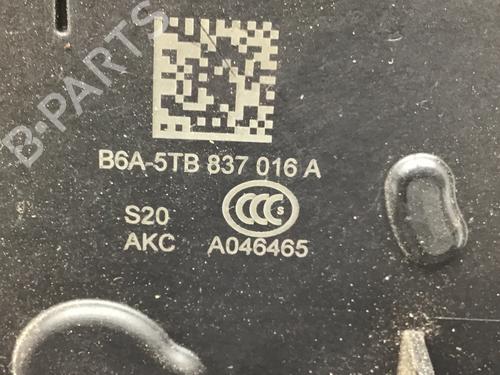 B-PARTS
B6A-5TB 837 016 A
S20
CCC S
AKC A046465